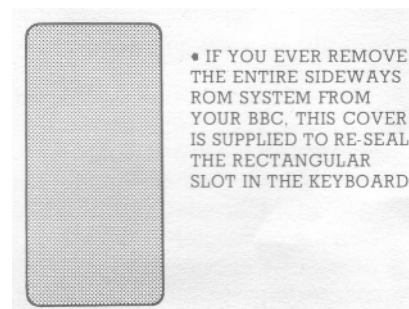 • IF YOU EVER REMOVE
THE ENTIRE SIDEWAYS
ROM SYSTEM FROM
YOUR BBC, THIS COVER
IS SUPPLIED TO RE-SEAL
THE RECTANGULAR
SLOT IN THE KEYBOARD